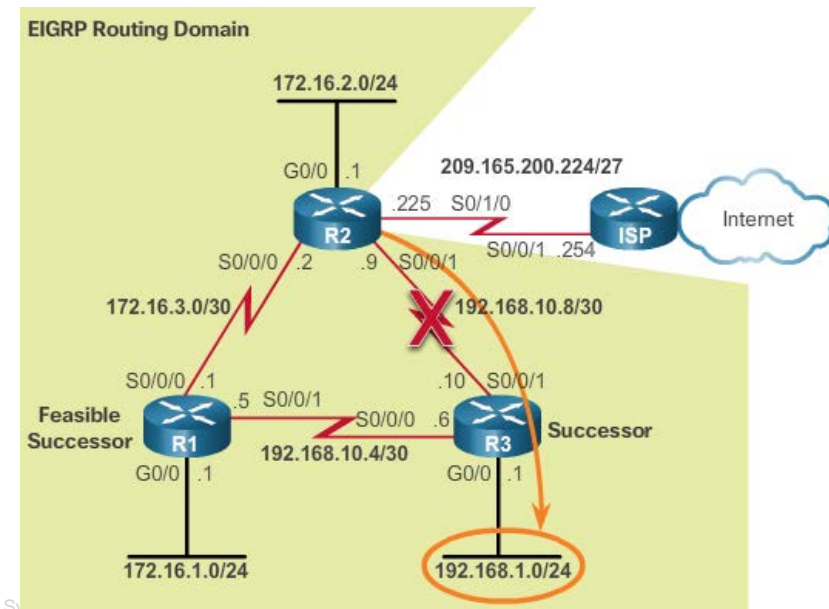 EIGRP Routing Domain
172.16.2.0/24
G0/0 .1
209.165.200.224/27
.225 S0/1/0
R2
ISP
Internet
S0/0/1 .254
S0/0/0 .2
.9 S0/0/1
172.16.3.0/30
192.168.10.8/30
S0/0/0 .1
.10 S0/0/1
.5 S0/0/1
S0/0/0 .6
Feasible
Successor
R1
R3
Successor
192.168.10.4/30
G0/0 .1
G0/0 .1
172.16.1.0/24
192.168.1.0/24